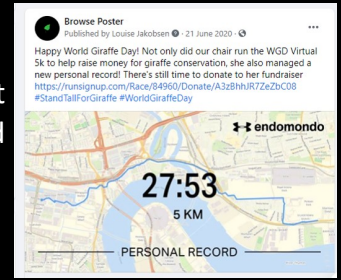 Browse Poster
Published by Louise Jakobsen · 21 June 2020 ·
Happy World Giraffe Day! Not only did our chair run the WGD Virtual
5k to help raise money for giraffe conservation, she also managed a
new personal record! There's still time to donate to her fundraiser
https://runsignup.com/Race/84960/Donate/A3zBhhJR7ZeZbC08
#StandTallForGiraffe #WorldGiraffeDay
endomondo
27:53
5 KM
PERSONAL RECORD